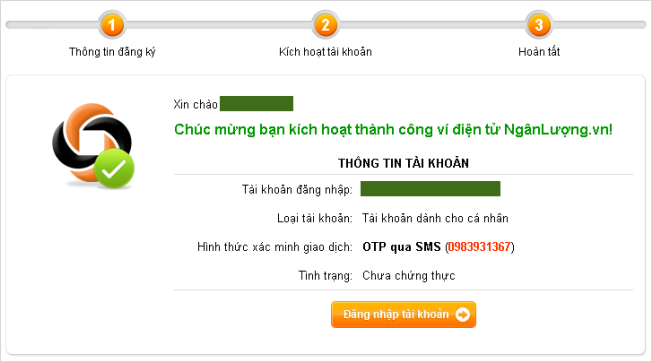 1 2 3
Thông tin đăng ký Kích hoạt tài khoản Hoàn tất
Xin chào
Chúc mừng bạn kích hoạt thành công ví điện tử NgânLượng.vn!
THÔNG TIN TÀI KHOẢN
Tài khoản đăng nhập:
Loại tài khoản: Tài khoản dành cho cá nhân
Hình thức xác minh giao dịch: OTP qua SMS (0983931367)
Tình trạng: Chưa chứng thực
Đăng nhập tài khoản